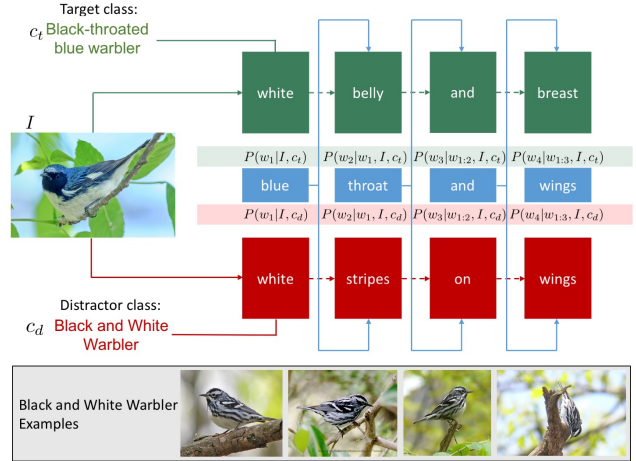 Target class:
c_t Black-throated
blue warbler
I
white belly and breast
P(w_1|I, c_t) P(w_2|w_1, I, c_t) P(w_3|w_{1:2}, I, c_t) P(w_4|w_{1:3}, I, c_t)
blue throat and wings
P(w_1|I, c_d) P(w_2|w_1, I, c_d) P(w_3|w_{1:2}, I, c_d) P(w_4|w_{1:3}, I, c_d)
white stripes on wings
Distractor class:
c_d Black and White
Warbler
Black and White Warbler
Examples